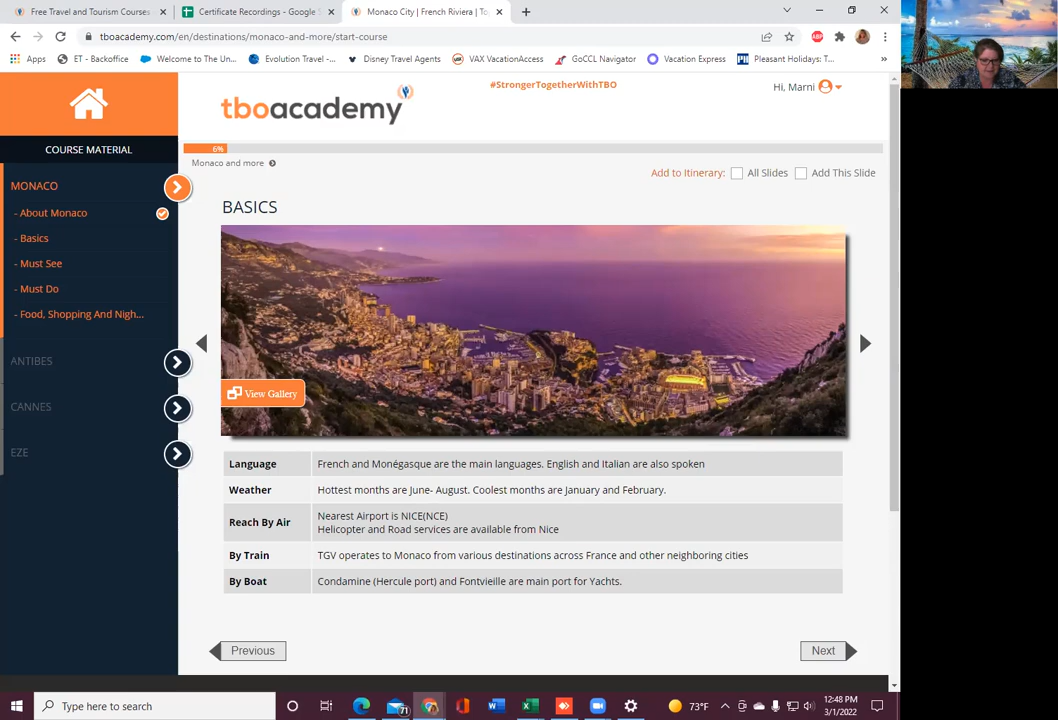 Free Travel and Tourism Courses
Certificate Recordings - Google S
Monaco City | French Riviera | To
tboacademy.com/en/destinations/monaco-and-more/start-course
ABP
Apps
ET - Backoffice
Welcome to The Un...
Evolution Travel -...
Disney Travel Agents
VAX VacationAccess
GoCCL Navigator
Vacation Express
Pleasant Holidays: T...
»
#StrongerTogetherWithTBO
Hi, Marni
tboacademy
COURSE MATERIAL
6%
Monaco and more
Add to Itinerary:
All Slides
Add This Slide
MONACO
- About Monaco
- Basics
- Must See
- Must Do
- Food, Shopping And Nigh...
ANTIBES
CANNES
EZE
BASICS
View Gallery
Language French and Monégasque are the main languages. English and Italian are also spoken
Weather Hottest months are June- August. Coolest months are January and February.
Reach By Air Nearest Airport is NICE(NCE)
Helicopter and Road services are available from Nice
By Train TGV operates to Monaco from various destinations across France and other neighboring cities
By Boat Condamine (Hercule port) and Fontvieille are main port for Yachts.
Previous
Next
Type here to search
71
73°F
12:48 PM
3/1/2022